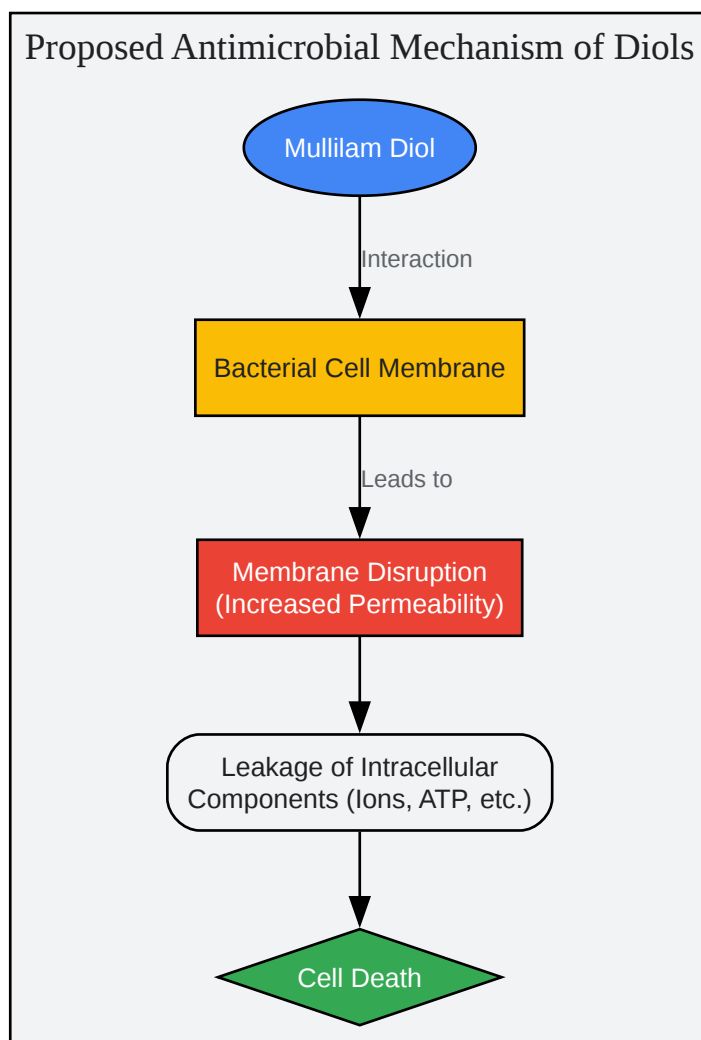 Proposed Antimicrobial Mechanism of Diols
Mullilam Diol
Interaction
Bacterial Cell Membrane
Leads to
Membrane Disruption
(Increased Permeability)
Leakage of Intracellular
Components (Ions, ATP, etc.)
Cell Death